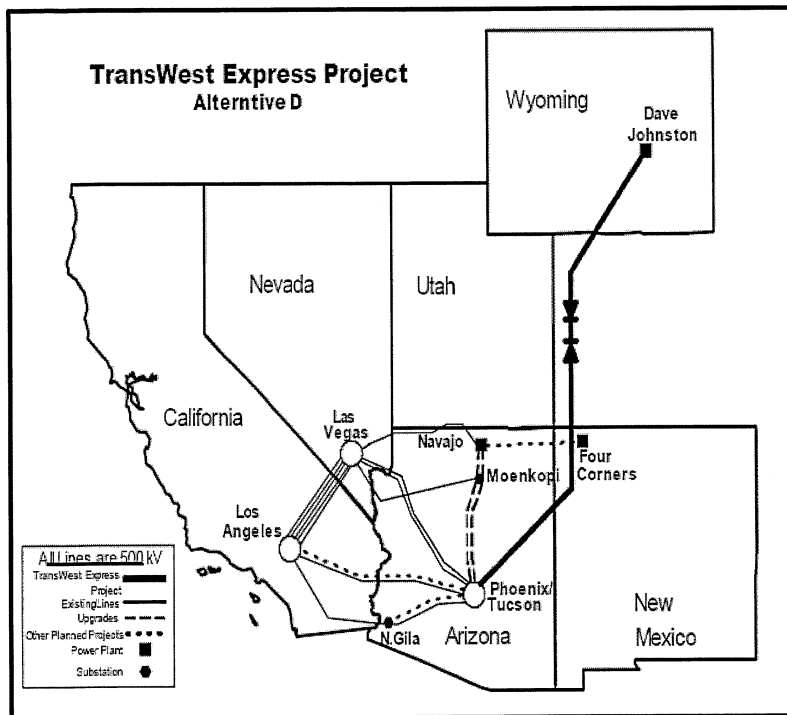 TransWest Express Project
Alterntive D
Wyoming
Dave
Johnston
Nevada
Utah
California
Las
Vegas
Navajo
Four
Corners
Moenkopi
Los
Angeles
Phoenix/
Tucson
N.Gila
Arizona
New
Mexico
All Lines are 500 kV
TransWest Express
Project
ExistingLines
Upgrades
Other Planned Projects
Power Plant
Substation